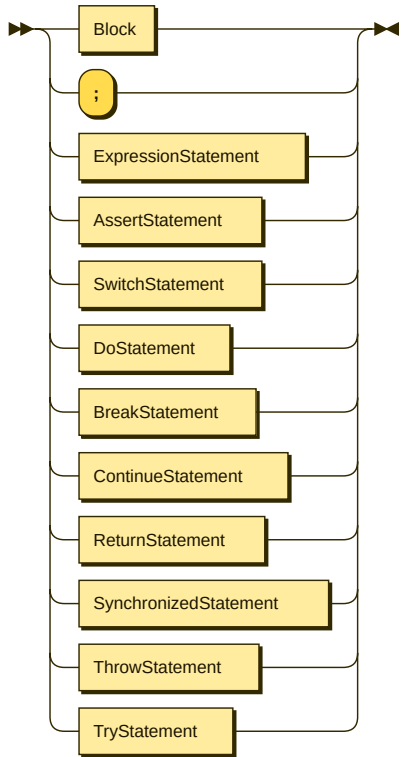 Block
;
ExpressionStatement
AssertStatement
SwitchStatement
DoStatement
BreakStatement
ContinueStatement
ReturnStatement
SynchronizedStatement
ThrowStatement
TryStatement